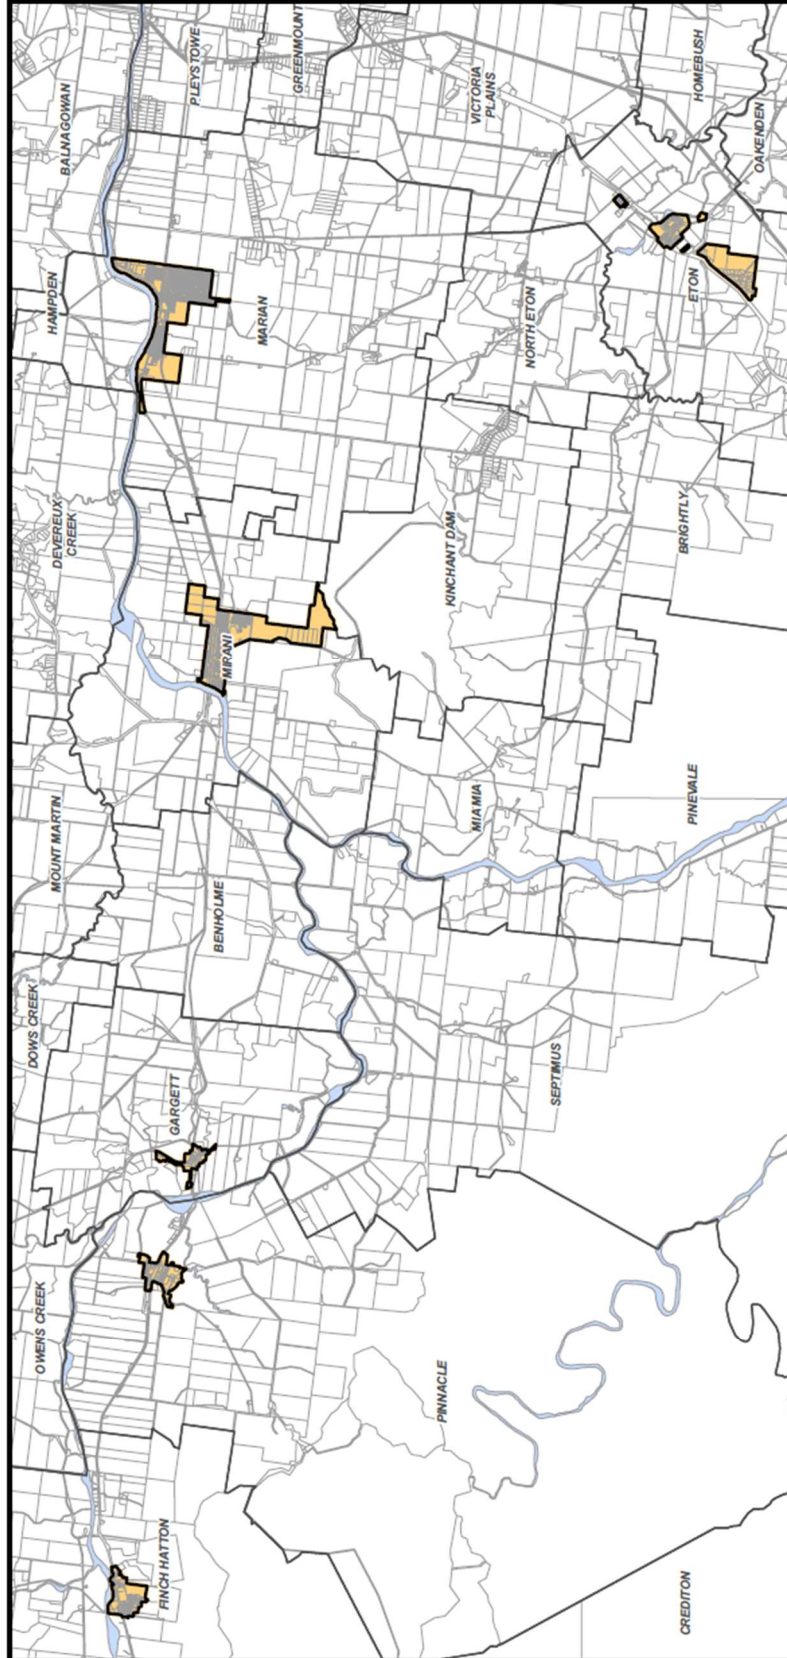 BALNAGOWAN
PLEYSTOWE
GREENMOUNT
VICTORIA
PLAINS
HOMEBUSH
OAKENDEN
HAMPDEN
MARIAN
NORTH ETON
ETON
DEVEREUX
CREEK
MIRANI
KINCHANT DAM
BRIGHTLY
MOUNT MARTIN
BENHOLME
MIA MIA
PINEVALE
DOWS CREEK
GARGETT
SEPTIMUS
OWENS CREEK
PINNACLE
FINCH HATTON
CREDITON